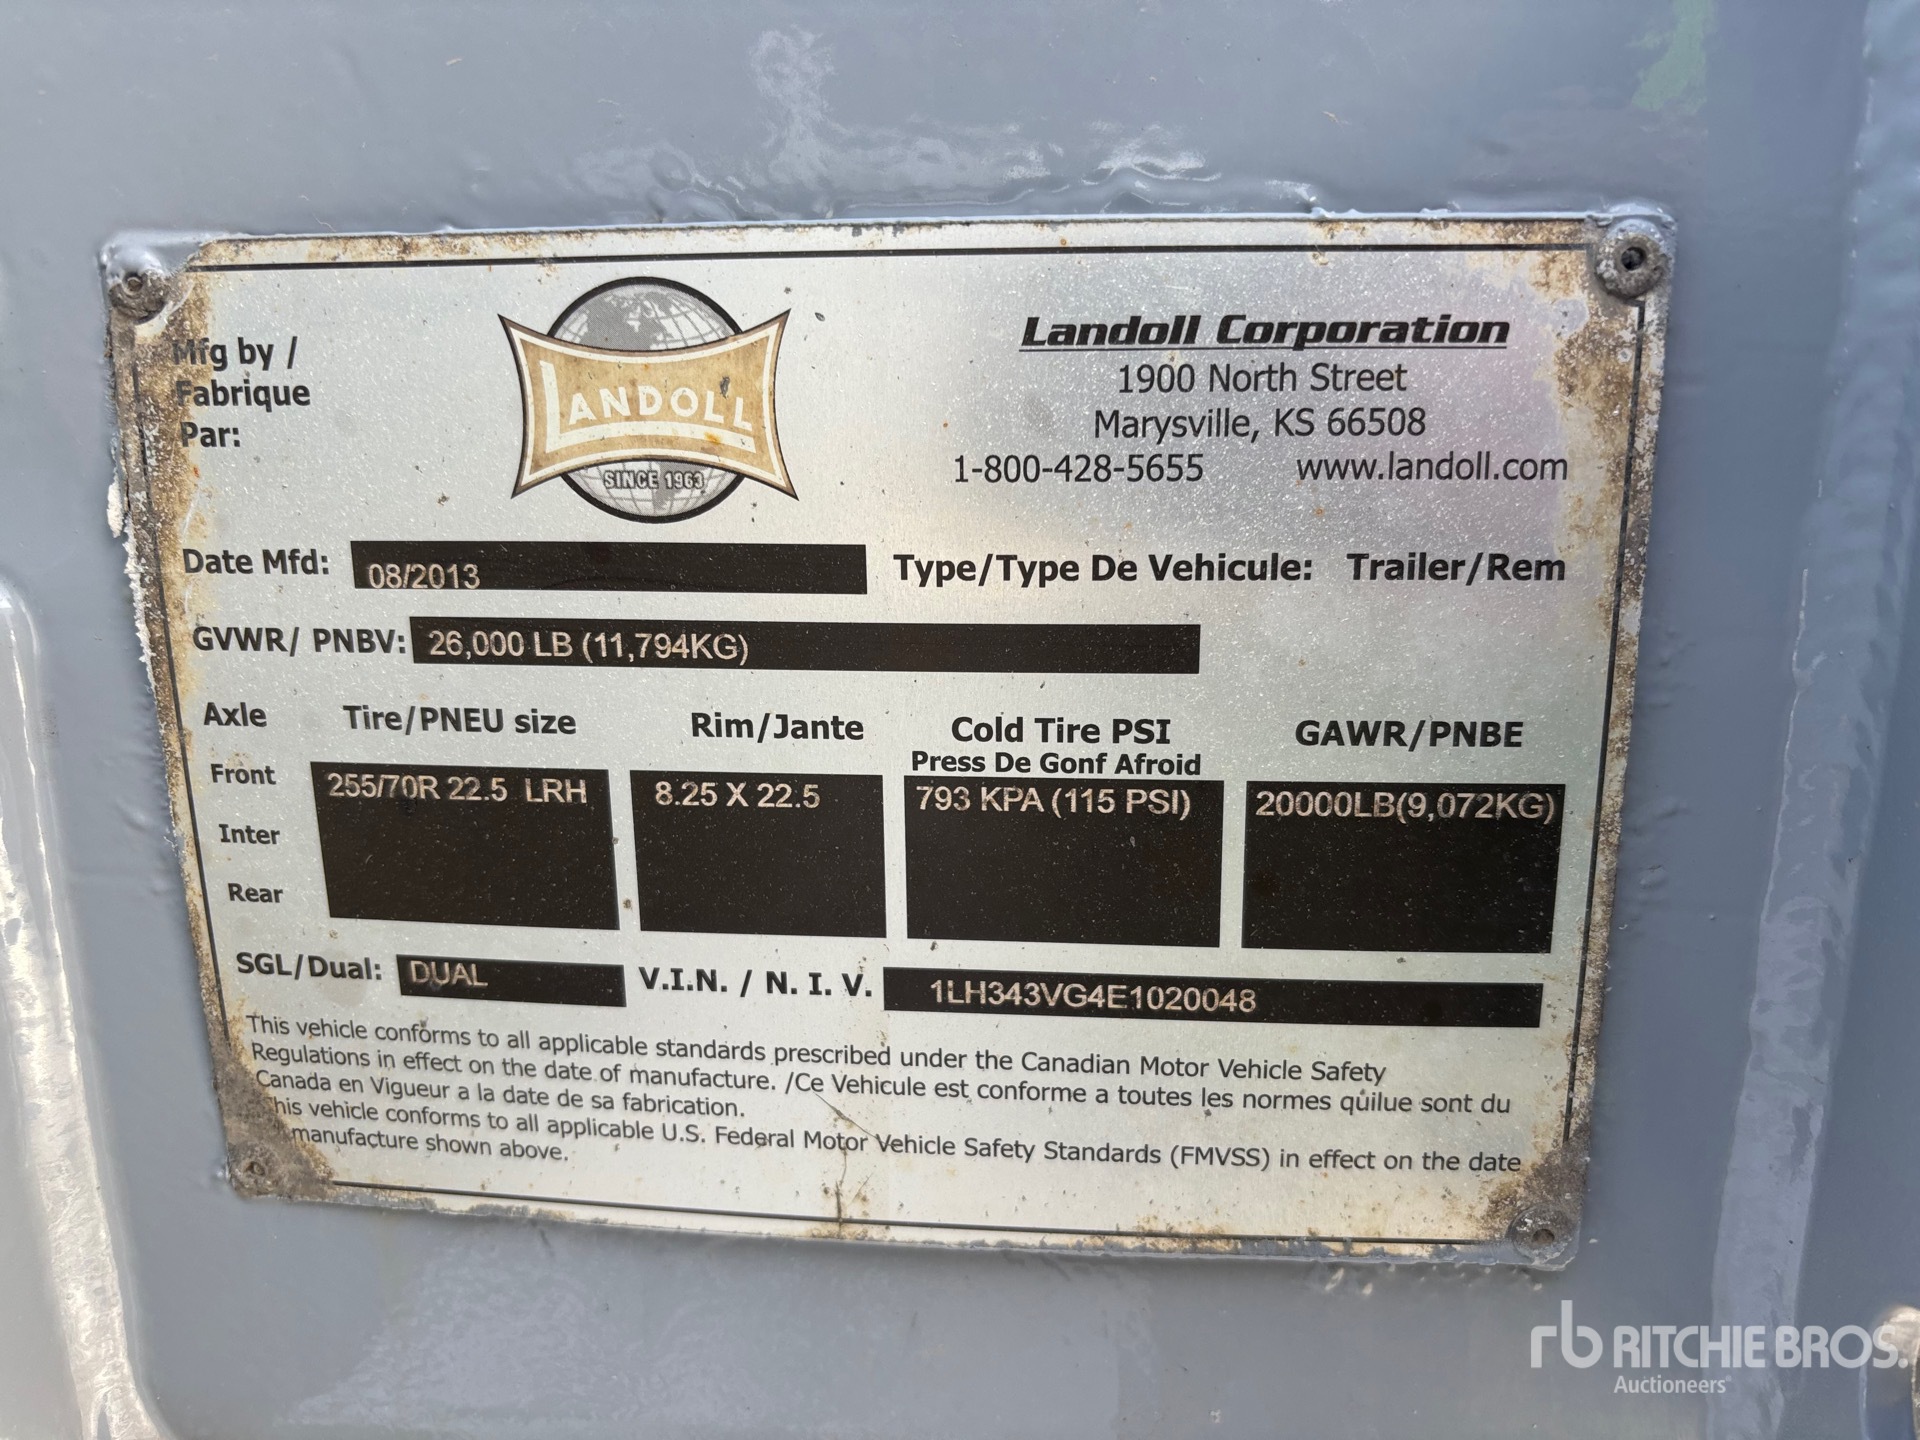 Mfg by /
Fabrique
Par:
LANDOLL
SINCE 1963
Landoll Corporation
1900 North Street
Marysville, KS 66508
1-800-428-5655 www.landoll.com
Date Mfd: 08/2013 Type/Type De Vehicule: Trailer/Rem
GVWR/ PNBV: 26,000 LB (11,794KG)
Axle Tire/PNEU size Rim/Jante Cold Tire PSI GAWR/PNBE
Press De Gonf Afroid
Front 255/70R 22.5 LRH 8.25 X 22.5 793 KPA (115 PSI) 20000LB(9,072KG)
Inter
Rear
SGL/Dual: DUAL V.I.N. / N. I. V. 1LH343VG4E1020048
This vehicle conforms to all applicable standards prescribed under the Canadian Motor Vehicle Safety
Regulations in effect on the date of manufacture. /Ce Vehicule est conforme a toutes les normes quilue sont du
Canada en Vigueur a la date de sa fabrication.
This vehicle conforms to all applicable U.S. Federal Motor Vehicle Safety Standards (FMVSS) in effect on the date
manufacture shown above.
rb RITCHIE BROS.
Auctioneers